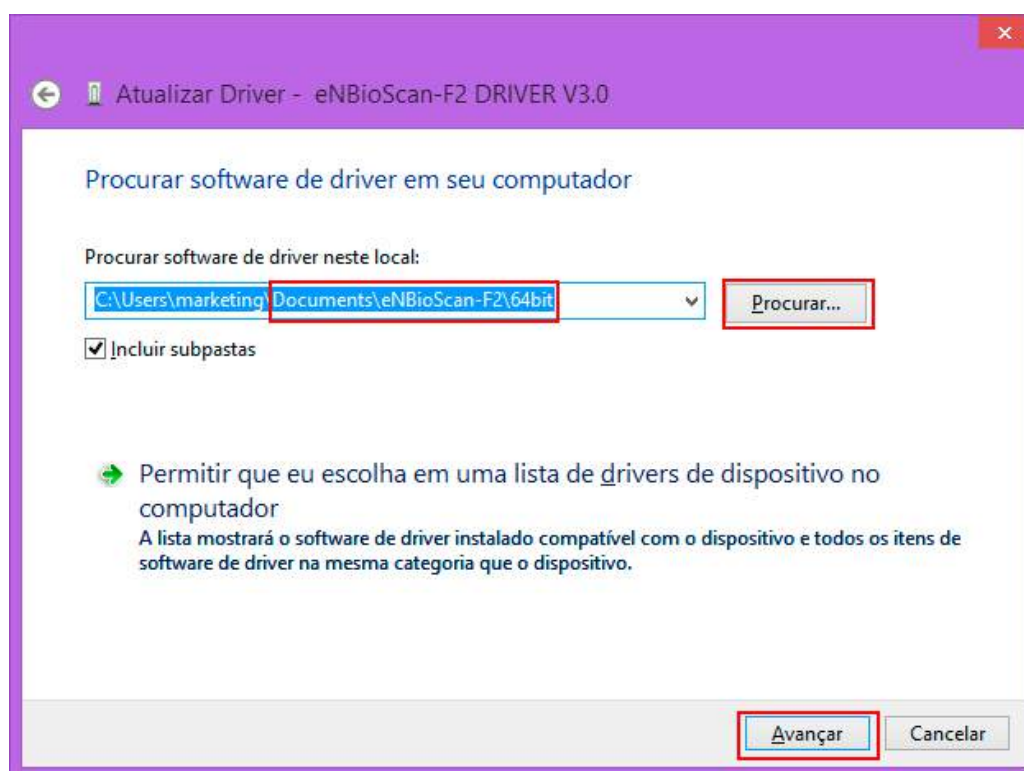 Atualizar Driver - eNBioScan-F2 DRIVER V3.0
Procurar software de driver em seu computador
Procurar software de driver neste local:
C:\Users\marketing\Documents\eNBioScan-F2\64bit
Procurar...
Incluir subpastas
Permitir que eu escolha em uma lista de drivers de dispositivo no
computador
A lista mostrará o software de driver instalado compatível com o dispositivo e todos os itens de
software de driver na mesma categoria que o dispositivo.
Avançar Cancelar